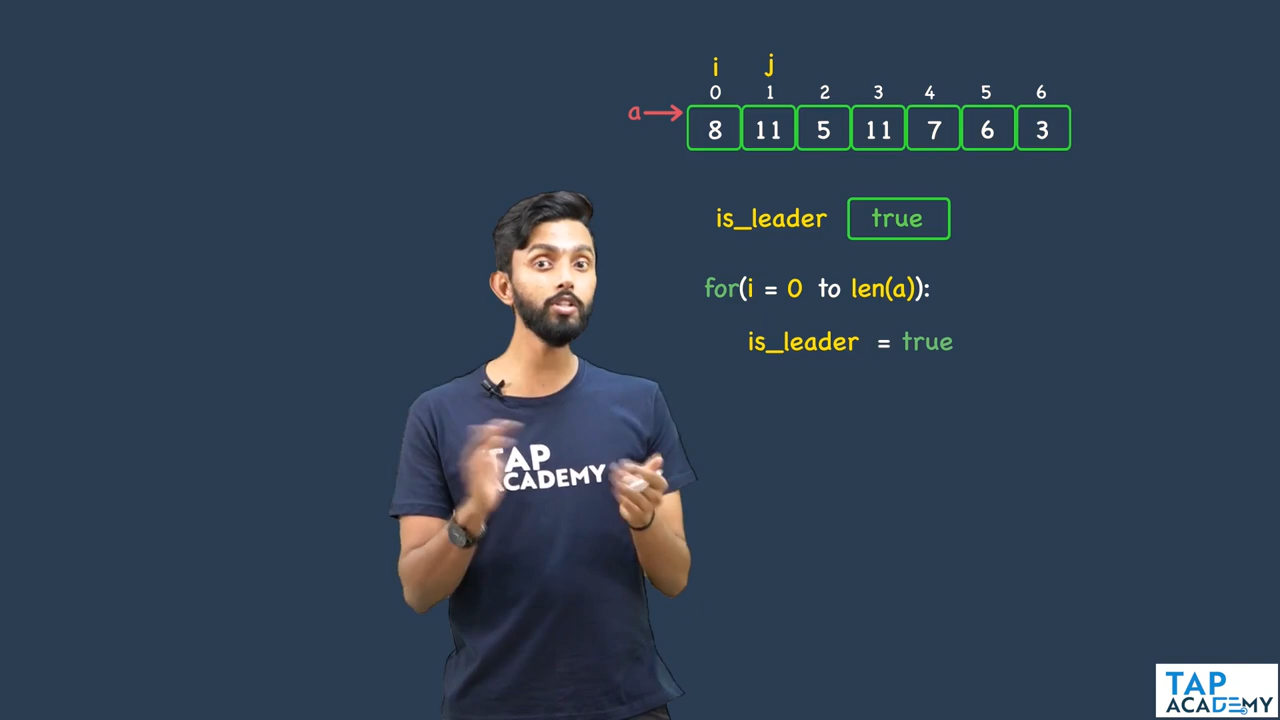 i j
0 1 2 3 4 5 6
a
8 11 5 11 7 6 3
is_leader true
for(i = 0 to len(a)):
is_leader = true
TAP
ACADEMY
TAP
ACADEMY